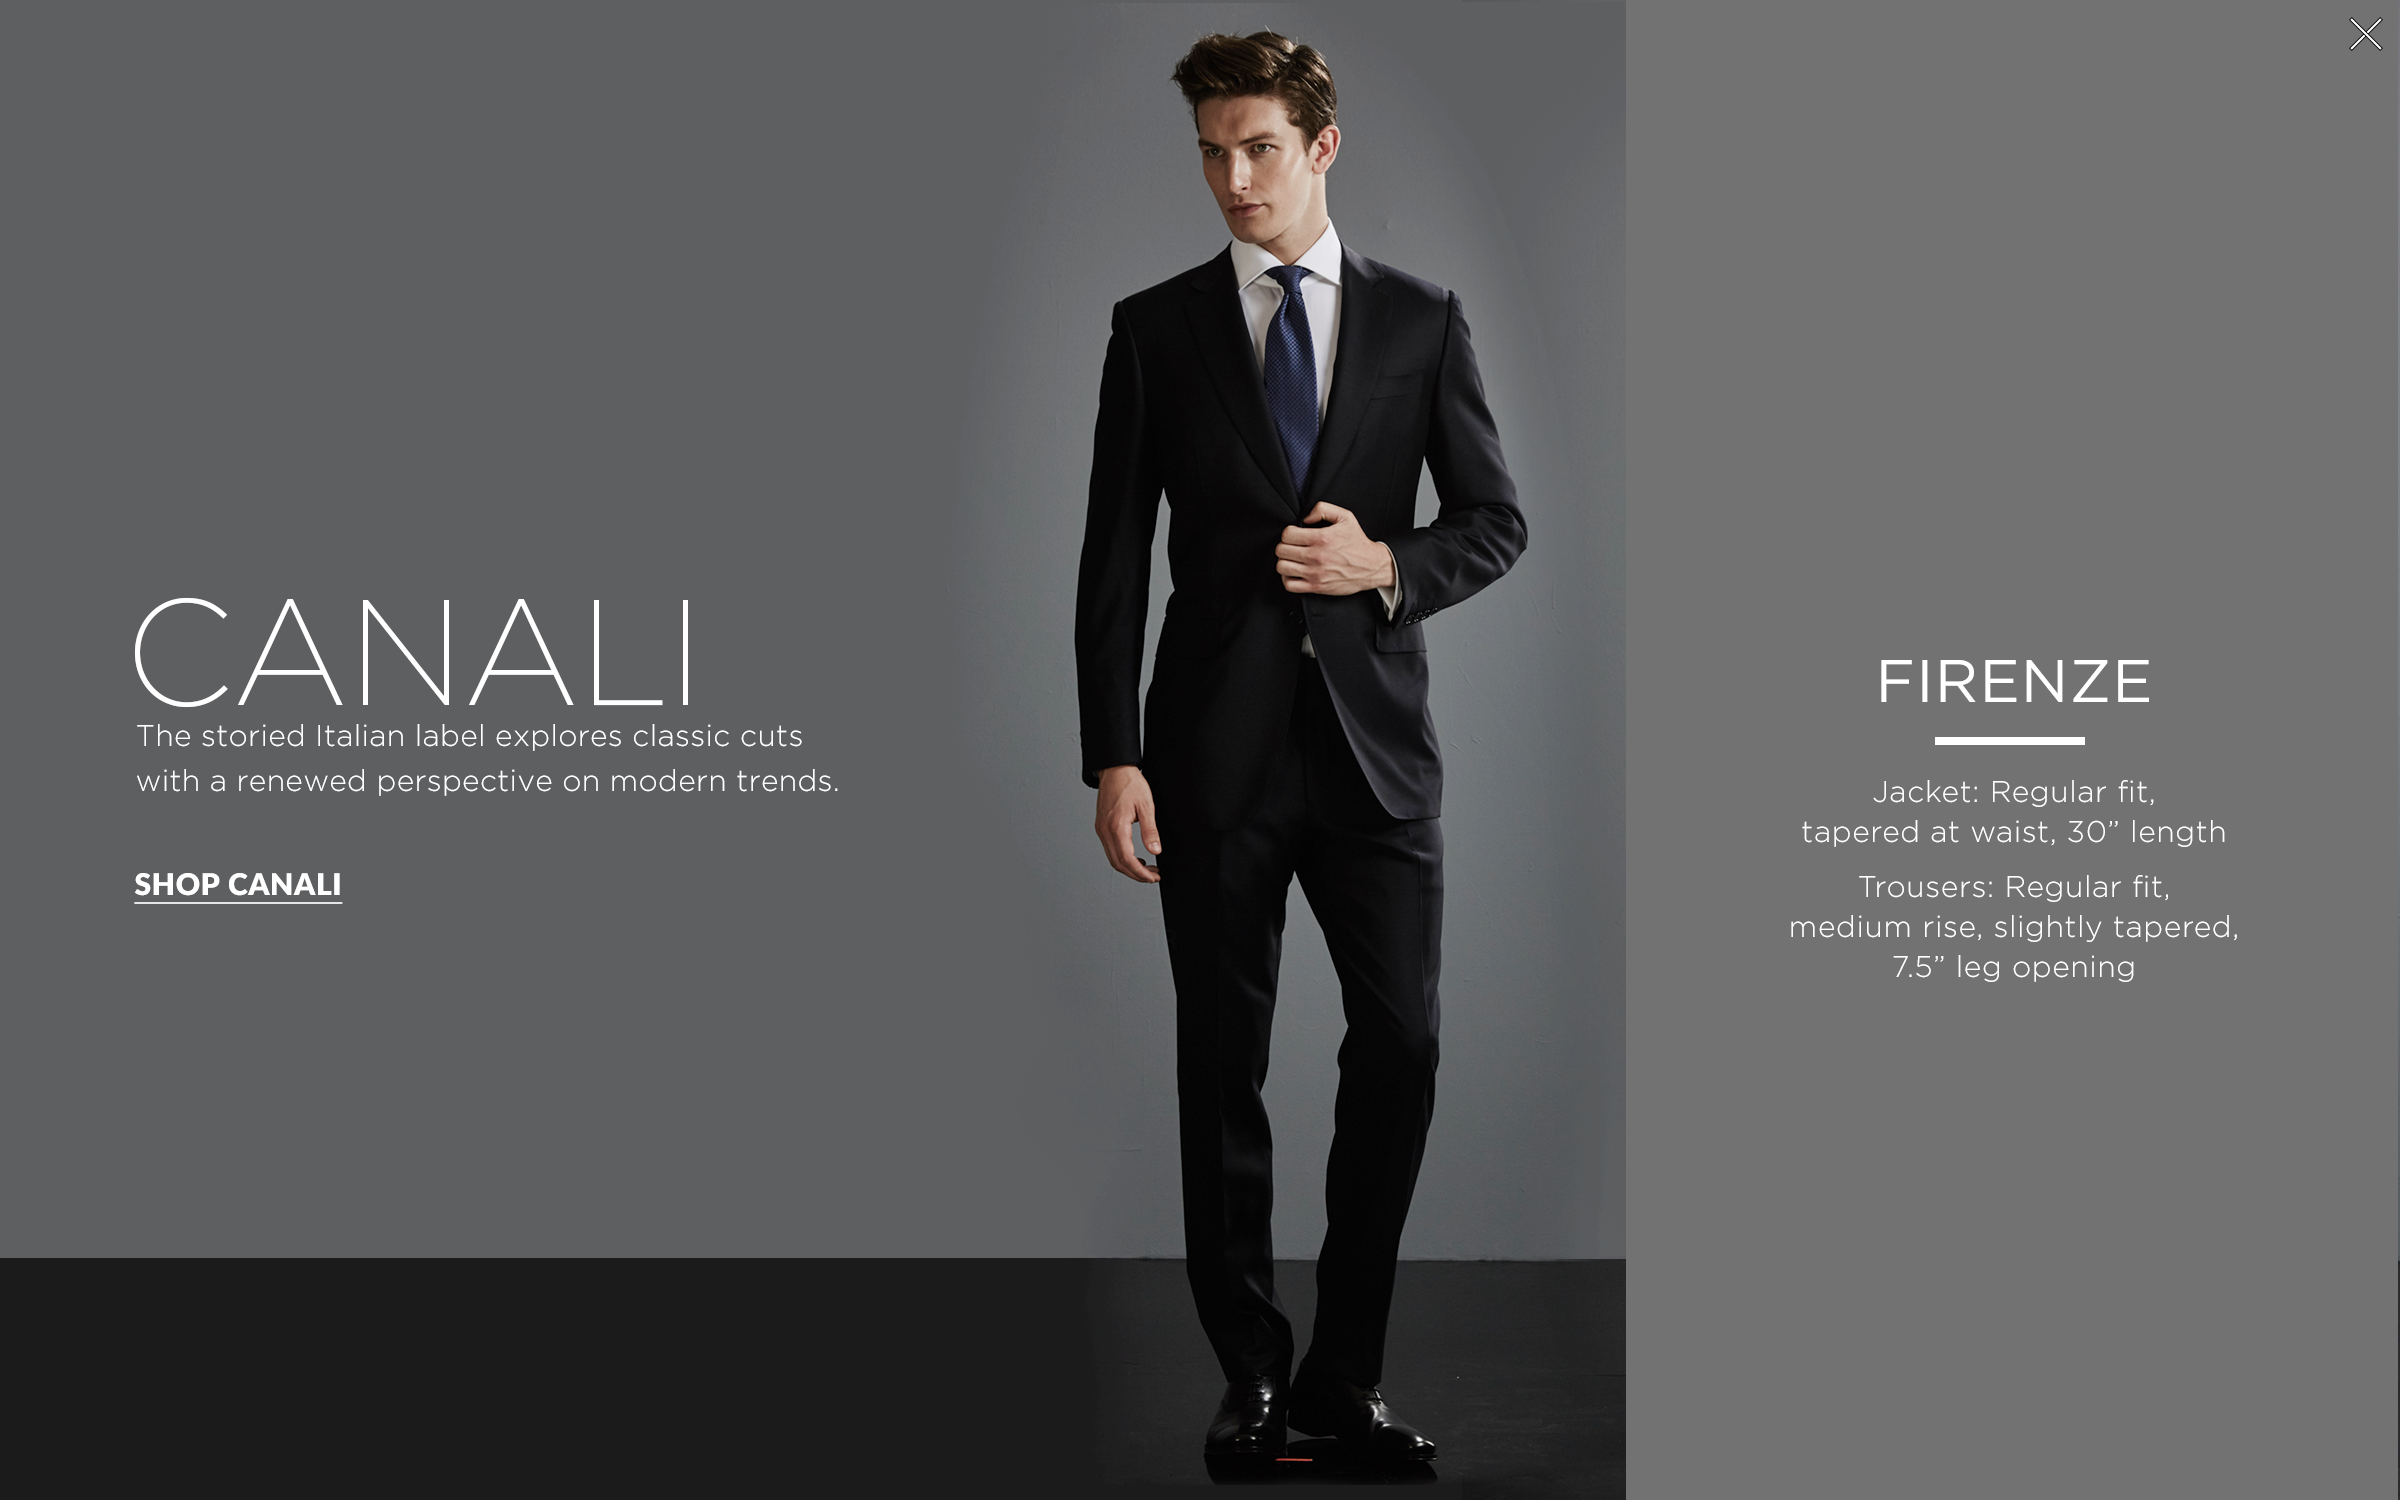 CANALI
The storied Italian label explores classic cuts
with a renewed perspective on modern trends.
SHOP CANALI
FIRENZE
Jacket: Regular fit,
tapered at waist, 30” length
Trousers: Regular fit,
medium rise, slightly tapered,
7.5” leg opening